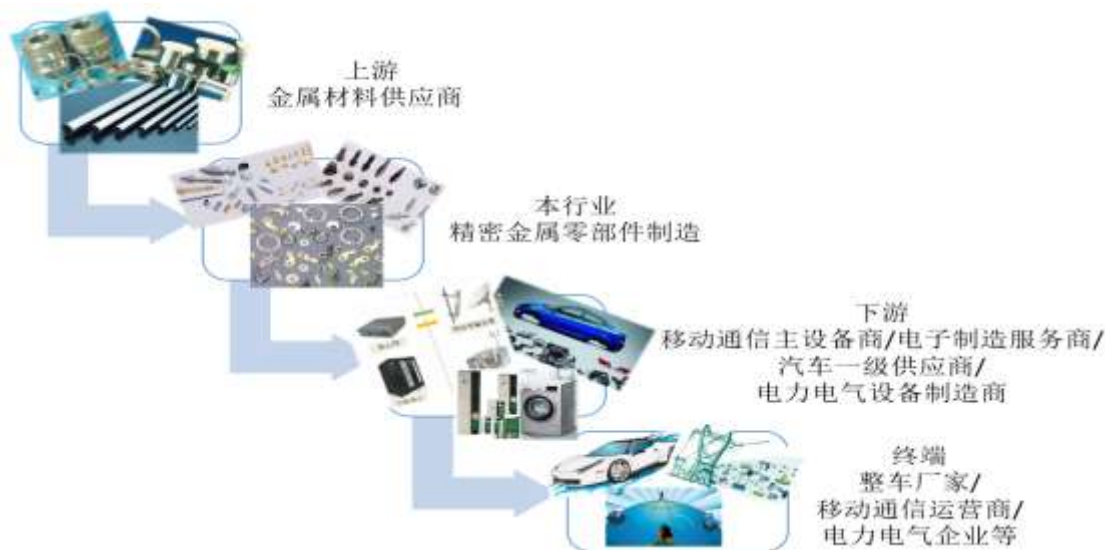 上游
金属材料供应商
本行业
精密金属零部件制造
下游
移动通信主设备商/电子制造服务商/
汽车一级供应商/
电力电气设备制造商
终端
整车厂家/
移动通信运营商/
电力电气企业等